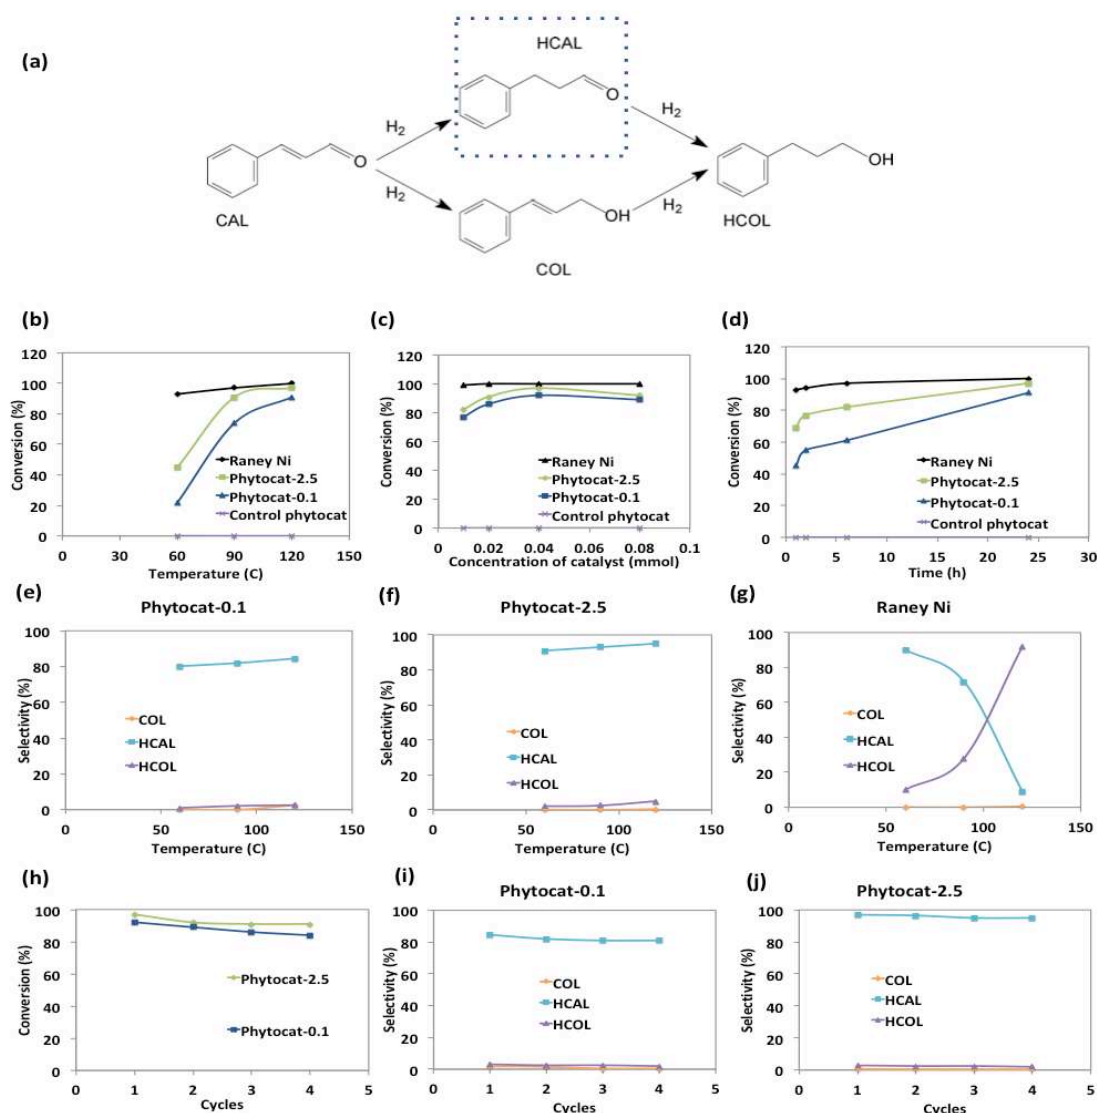 (a)
HCAL
O
H2
H2
O
OH
H2
H2
CAL
OH
HCOL
COL
(b)
120
100
80
60
40
20
0
Conversion (%)
Raney Ni
Phytocat-2.5
Phytocat-0.1
Control phytocat
0
30
60
90
120
150
Temperature (C)
(c)
120
100
80
60
40
20
0
Conversion (%)
Raney Ni
Phytocat-2.5
Phytocat-0.1
Control phytocat
0
0.02
0.04
0.06
0.08
0.1
Concentration of catalyst (mmol)
(d)
120
100
80
60
40
20
0
Conversion (%)
Raney Ni
Phytocat-2.5
Phytocat-0.1
Control phytocat
0
5
10
15
20
25
30
Time (h)
(e)
Phytocat-0.1
100
80
60
40
20
0
Selectivity (%)
COL
HCAL
HCOL
0
50
100
150
Temperature (C)
(f)
Phytocat-2.5
100
80
60
40
20
0
Selectivity (%)
COL
HCAL
HCOL
0
50
100
150
Temperature (C)
(g)
Raney Ni
100
80
60
40
20
0
Selectivity (%)
COL
HCAL
HCOL
0
50
100
150
Temperature (C)
(h)
100
80
60
40
20
0
Conversion (%)
Phytocat-2.5
Phytocat-0.1
0
1
2
3
4
5
Cycles
(i)
Phytocat-0.1
100
80
60
40
20
0
Selectivity (%)
COL
HCAL
HCOL
0
1
2
3
4
5
Cycles
(j)
Phytocat-2.5
100
80
60
40
20
0
Selectivity (%)
COL
HCAL
HCOL
0
1
2
3
4
5
Cycles